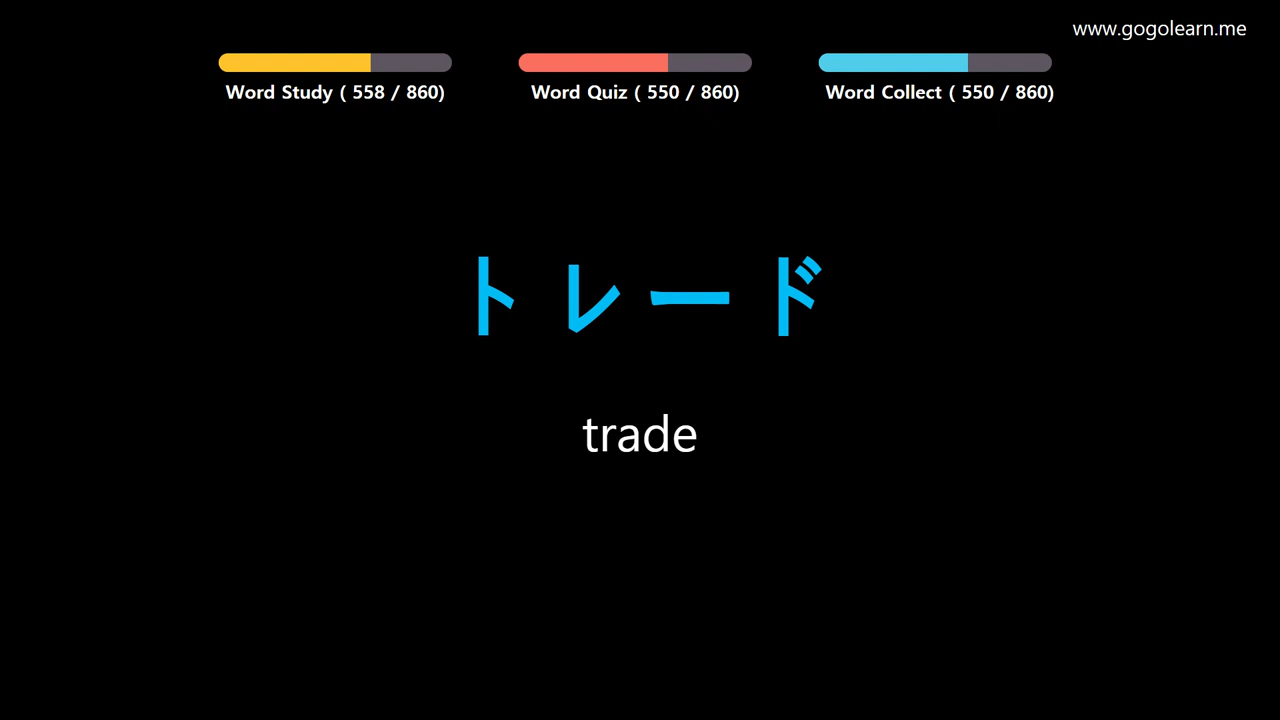 www.gogolearn.me
Word Study ( 558 / 860) Word Quiz ( 550 / 860) Word Collect ( 550 / 860)
トレード
trade